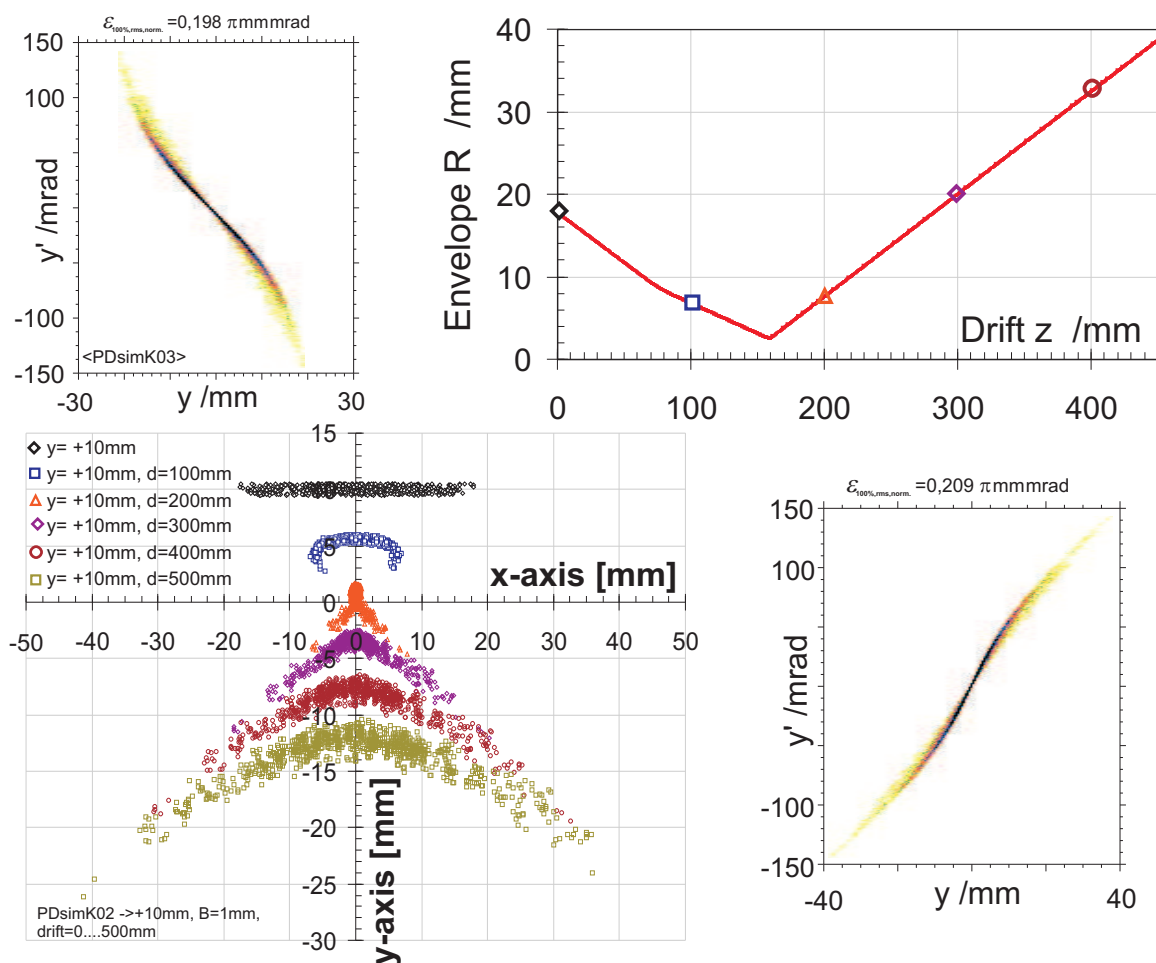 ε100%,rms,norm. =0,198 πmmmrad
150
100
y' /mrad
-100
-150
<PDsimK03>
-30
y /mm
30
40
30
20
10
0
Envelope R /mm
Drift z /mm
0
100
200
300
400
y= +10mm
y= +10mm, d=100mm
y= +10mm, d=200mm
y= +10mm, d=300mm
y= +10mm, d=400mm
y= +10mm, d=500mm
15
10
5
0
x-axis [mm]
-50
-40
-30
-20
-10
0
10
20
30
40
50
-5
-10
-15
-20
-25
-30
y-axis [mm]
PDsimK02 ->+10mm, B=1mm,
drift=0....500mm
ε100%,rms,norm. =0,209 πmmmrad
150
100
y' /mrad
-100
-150
-40
y /mm
40